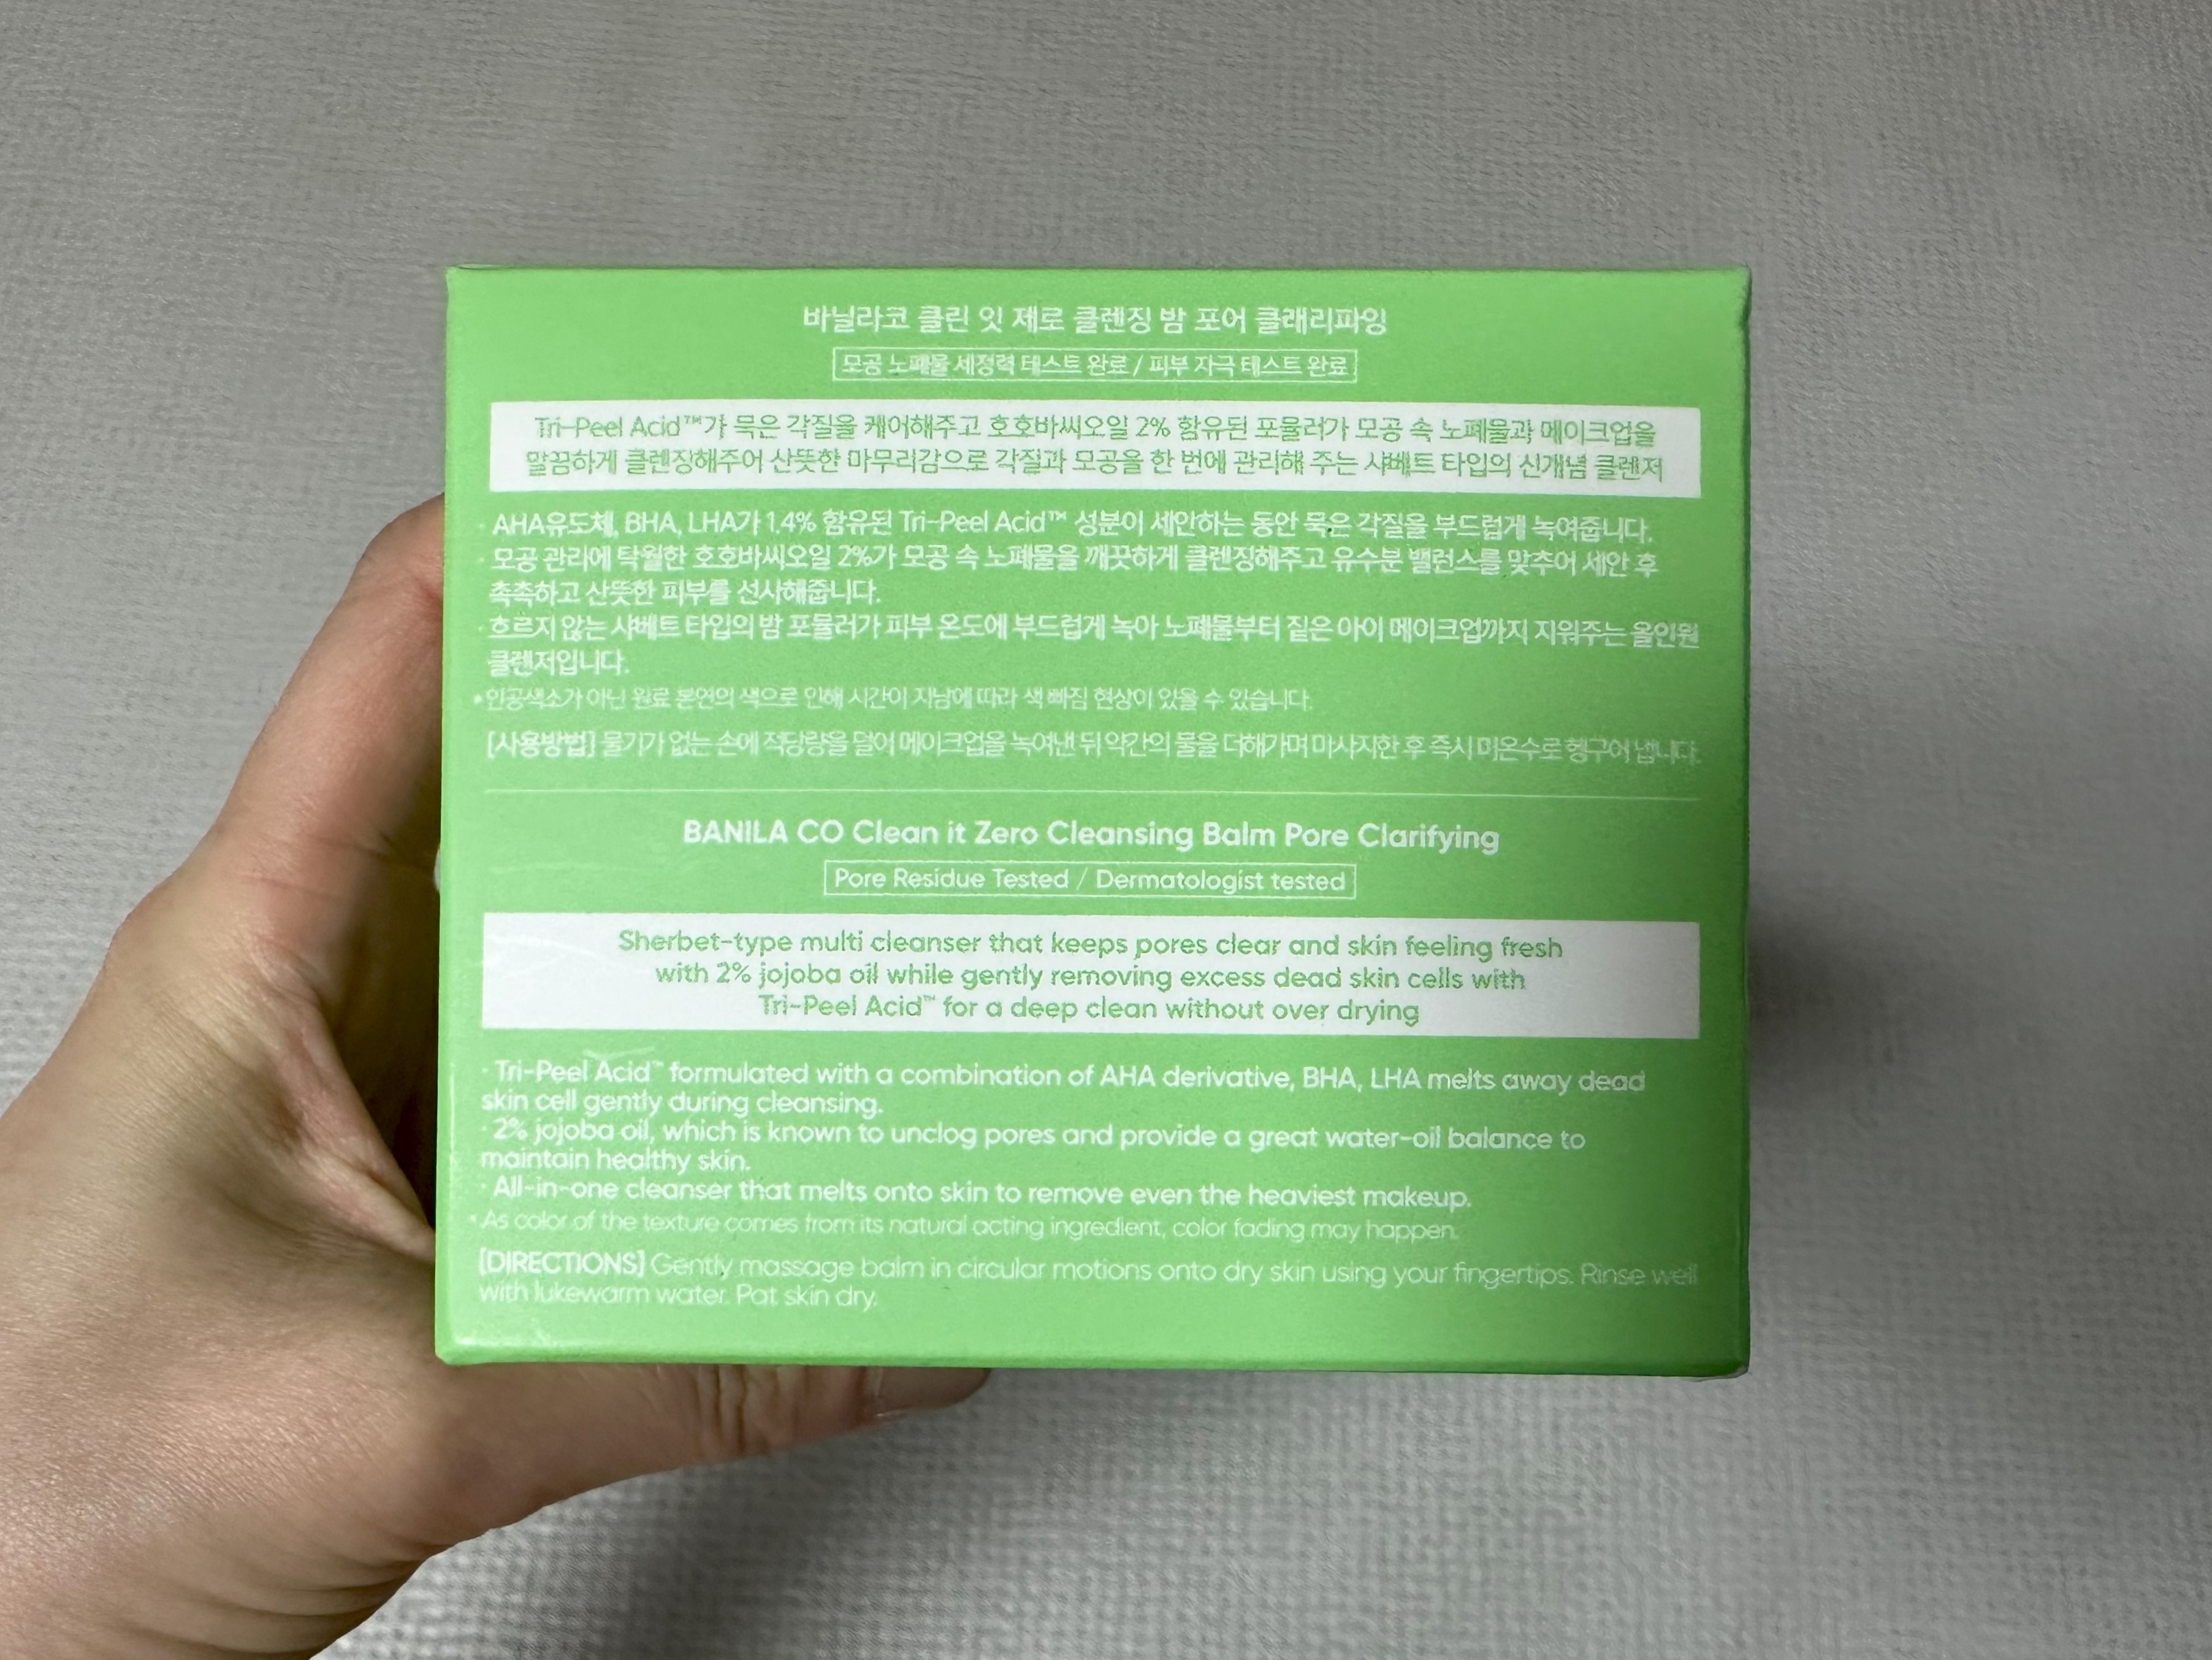 바닐라코 클린 잇 제로 클렌징 밤 포어 클래리파잉
모공 노폐물 세정력 테스트 완료 / 피부 자극 테스트 완료
Tri-Peel Acid™가 묵은 각질을 케어해주고 호호바씨오일 2% 함유된 포뮬러가 모공 속 노폐물과 메이크업을
말끔하게 클렌징해주어 산뜻한 마무리감으로 각질과 모공을 한 번에 관리해 주는 샤베트 타입의 신개념 클렌저
· AHA유도체, BHA, LHA가 1.4% 함유된 Tri-Peel Acid™ 성분이 세안하는 동안 묵은 각질을 부드럽게 녹여줍니다.
· 모공 관리에 탁월한 호호바씨오일 2%가 모공 속 노폐물을 깨끗하게 클렌징해주고 유수분 밸런스를 맞추어 세안 후
촉촉하고 산뜻한 피부를 선사해줍니다.
· 흐르지 않는 샤베트 타입의 밤 포뮬러가 피부 온도에 부드럽게 녹아 노폐물부터 짙은 아이 메이크업까지 지워주는 올인원
클렌저입니다.
*인공색소가 아닌 원료 본연의 색으로 인해 시간이 지남에 따라 색 빠짐 현상이 있을 수 있습니다.
[사용방법] 물기가 없는 손에 적당량을 덜어 메이크업을 녹여낸 뒤 약간의 물을 더해가며 마사지한 후 즉시 미온수로 헹구어 냅니다.
BANILA CO Clean it Zero Cleansing Balm Pore Clarifying
Pore Residue Tested / Dermatologist tested
Sherbet-type multi cleanser that keeps pores clear and skin feeling fresh
with 2% jojoba oil while gently removing excess dead skin cells with
Tri-Peel Acid™ for a deep clean without over drying
· Tri-Peel Acid™ formulated with a combination of AHA derivative, BHA, LHA melts away dead
skin cell gently during cleansing.
· 2% jojoba oil, which is known to unclog pores and provide a great water-oil balance to
maintain healthy skin.
· All-in-one cleanser that melts onto skin to remove even the heaviest makeup.
*As color of the texture comes from its natural acting ingredient, color fading may happen.
[DIRECTIONS] Gently massage balm in circular motions onto dry skin using your fingertips. Rinse well
with lukewarm water. Pat skin dry.